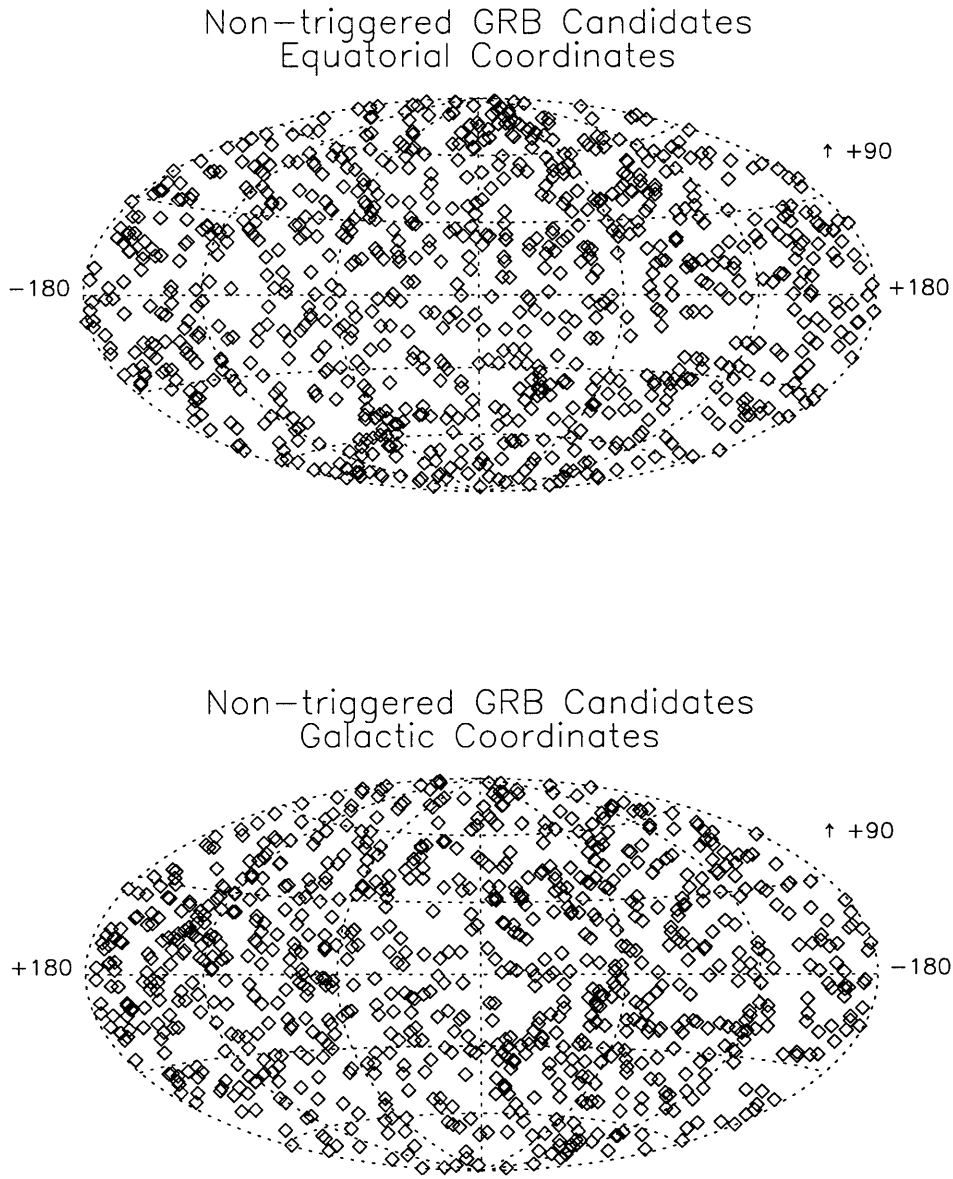 Non-triggered GRB Candidates
Equatorial Coordinates
↑ +90
-180
+180
Non-triggered GRB Candidates
Galactic Coordinates
↑ +90
+180
-180